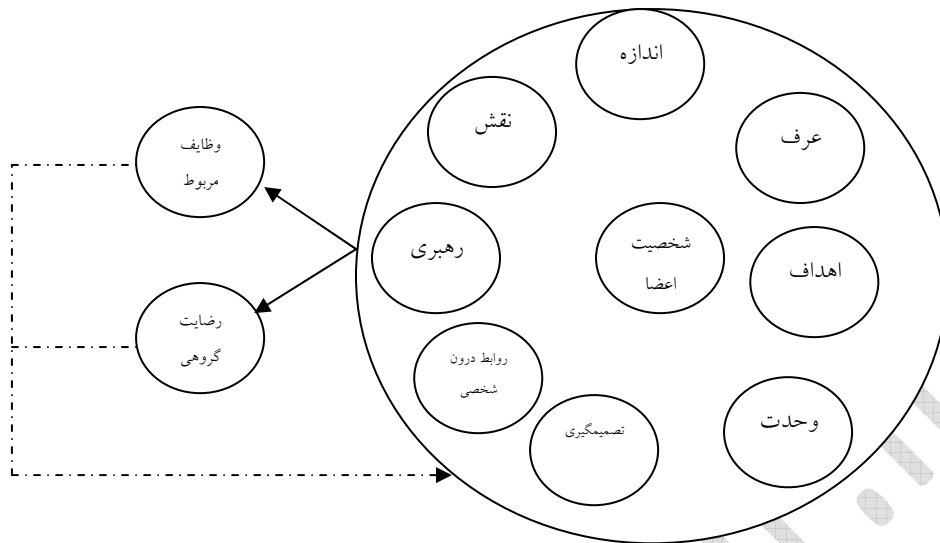 اندازه
نقش
عرف
وظایف
مربوط
شخصیت
اعضا
رهبری
اهداف
رضایت
گروهی
روابط درون
شخصی
تصمیمگیری
وحدت